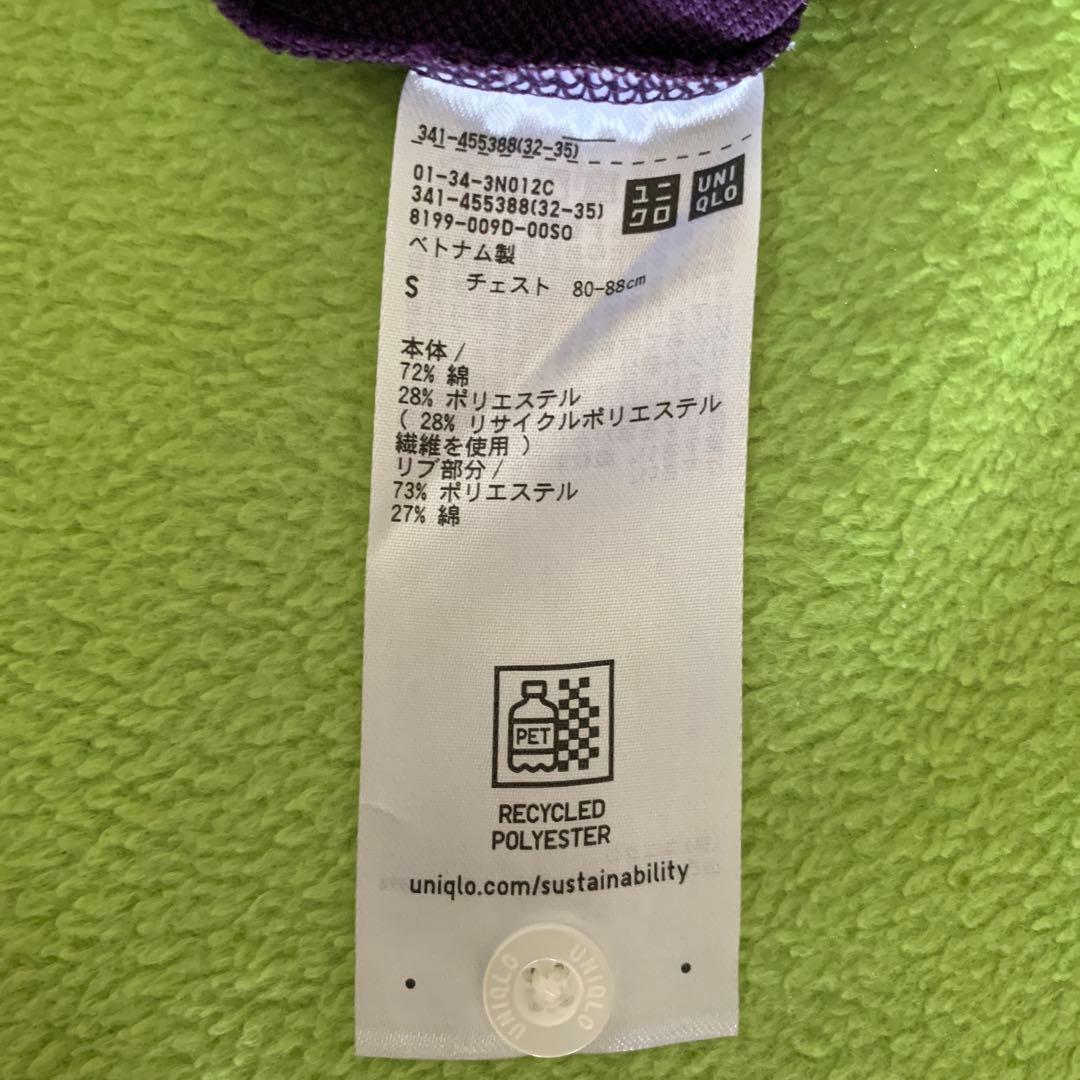 341-455388(32-35)
01-34-3N012C
341-455388(32-35)
8199-009D-00SO
ユニ
クロ
UNI
QLO
ベトナム製
S チェスト 80-88cm
本体/
72% 綿
28% ポリエステル
( 28% リサイクルポリエステル
繊維を使用 )
リブ部分/
73% ポリエステル
27% 綿
PET
RECYCLED
POLYESTER
uniqlo.com/sustainability
UNIQLO
UNIQLO